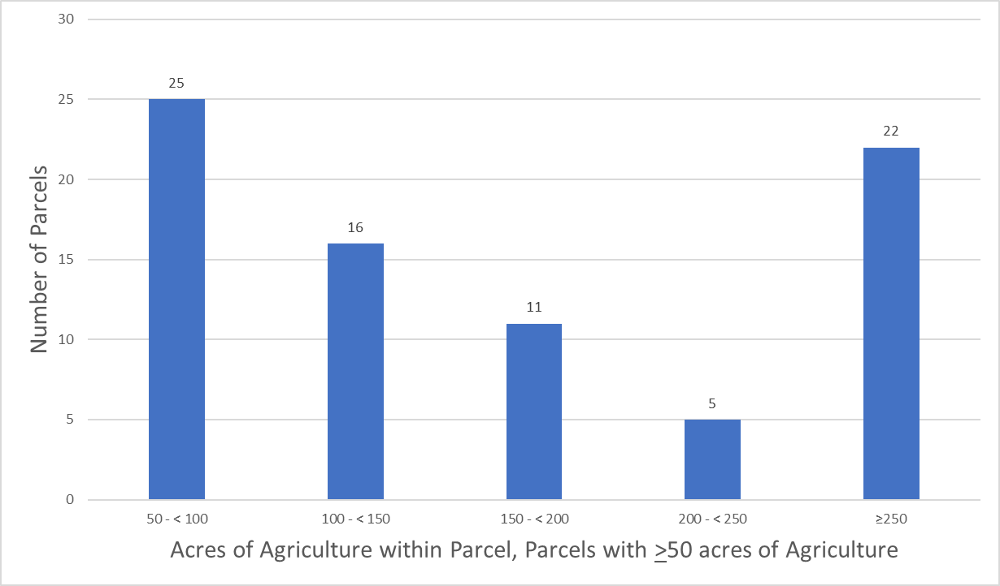 30
25
25
22
20
16
15
11
10
5
5
0
50 - < 100
100 - < 150
150 - < 200
200 - < 250
≥250
Number of Parcels
Acres of Agriculture within Parcel, Parcels with >50 acres of Agriculture